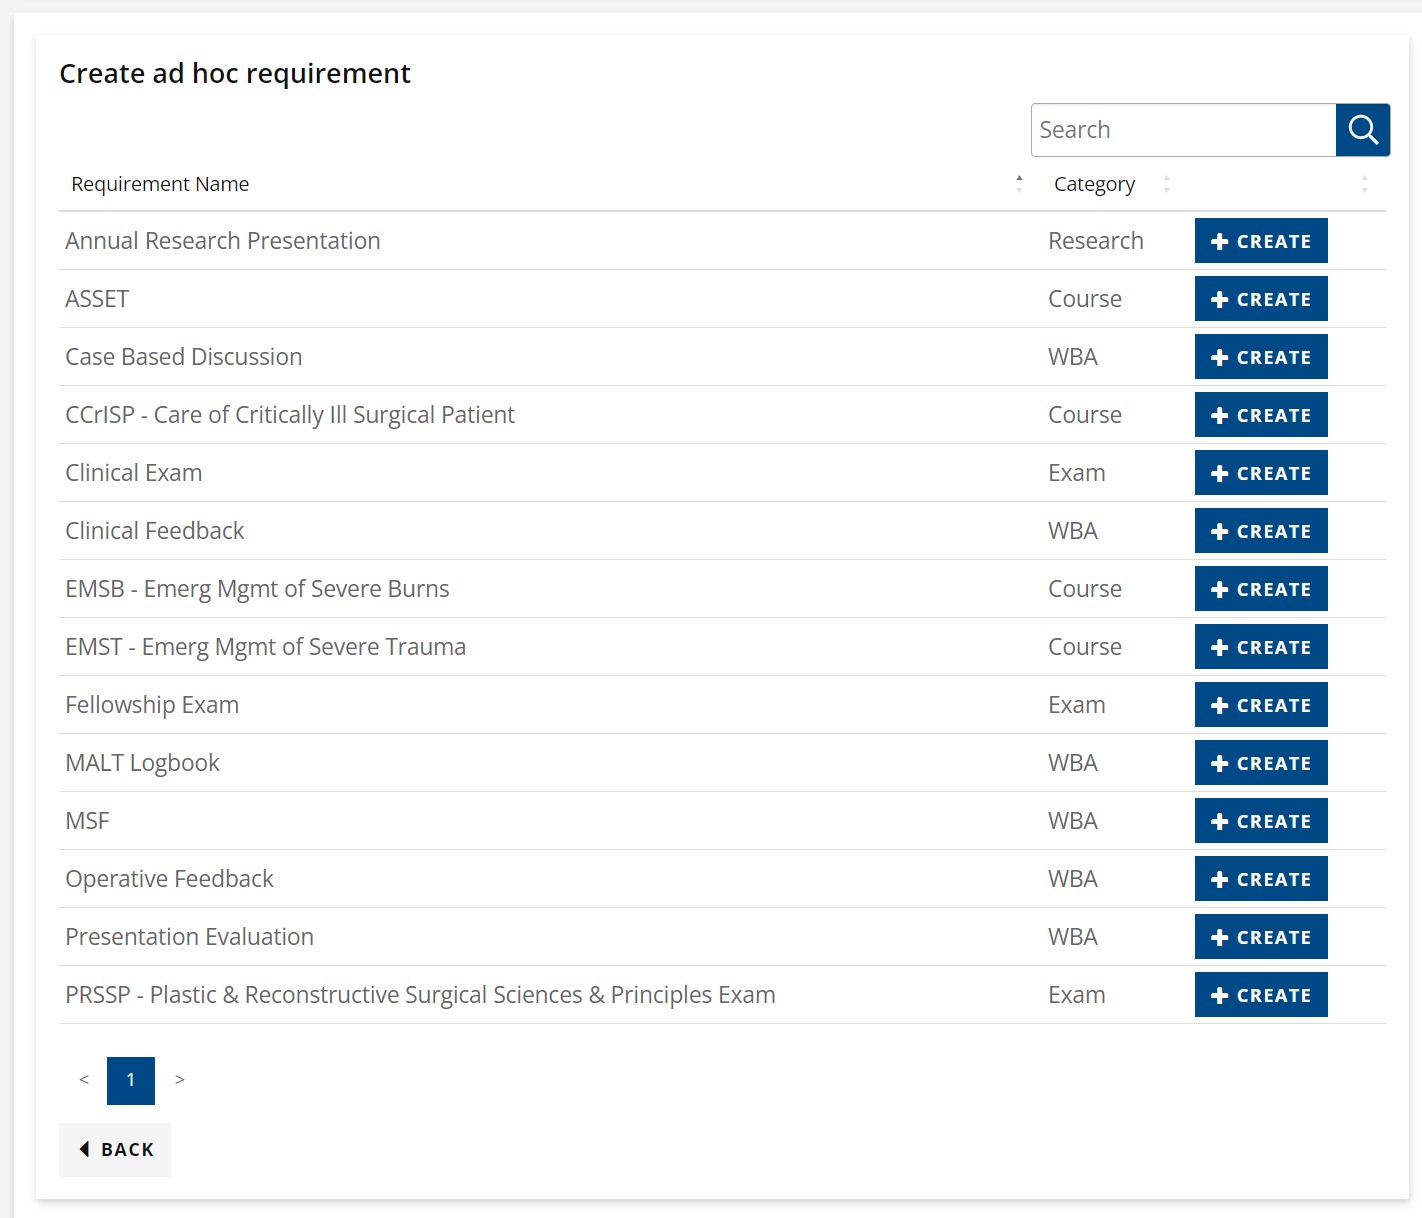 Create ad hoc requirement
Search
Requirement Name Category
Annual Research Presentation Research CREATE
ASSET Course CREATE
Case Based Discussion WBA CREATE
CCrISP - Care of Critically Ill Surgical Patient Course CREATE
Clinical Exam Exam CREATE
Clinical Feedback WBA CREATE
EMSB - Emerg Mgmt of Severe Burns Course CREATE
EMST - Emerg Mgmt of Severe Trauma Course CREATE
Fellowship Exam Exam CREATE
MALT Logbook WBA CREATE
MSF WBA CREATE
Operative Feedback WBA CREATE
Presentation Evaluation WBA CREATE
PRSSP - Plastic & Reconstructive Surgical Sciences & Principles Exam Exam CREATE
< 1 >
BACK